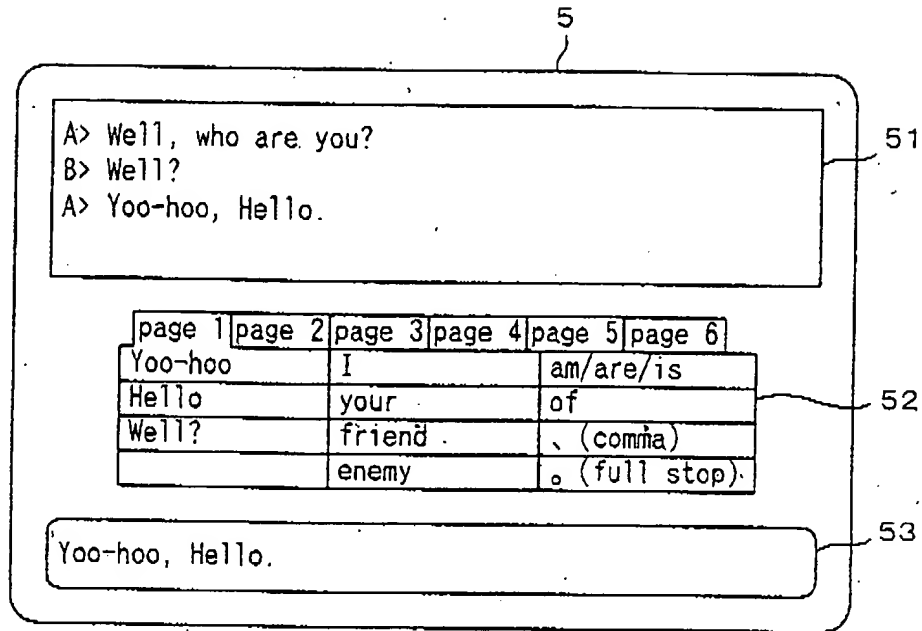 5
A> Well, who are you?
B> Well?
A> Yoo-hoo, Hello.
51
page 1 page 2 page 3 page 4 page 5 page 6
Yoo-hoo I am/are/is
Hello your of
Well? friend 、(comma)
enemy 。(full stop)
52
Yoo-hoo, Hello.
53